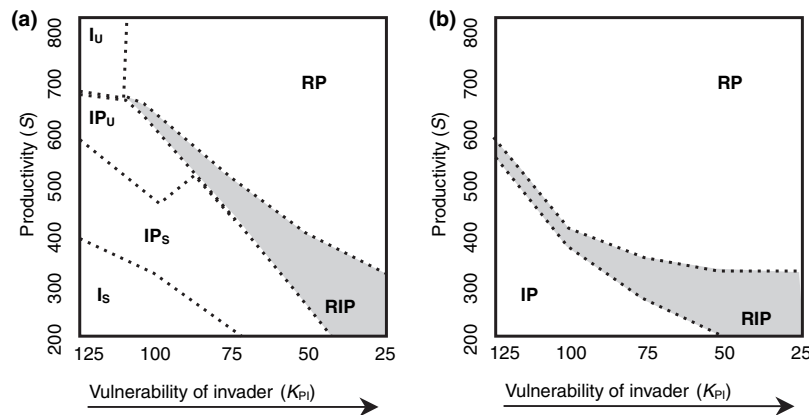 (a)
Productivity (S)
800
700
600
500
400
300
200
I_U
IP_U
IP_S
I_S
RP
RIP
125 100 75 50 25
Vulnerability of invader (K_PI)
(b)
Productivity (S)
800
700
600
500
400
300
200
RP
IP
RIP
125 100 75 50 25
Vulnerability of invader (K_PI)